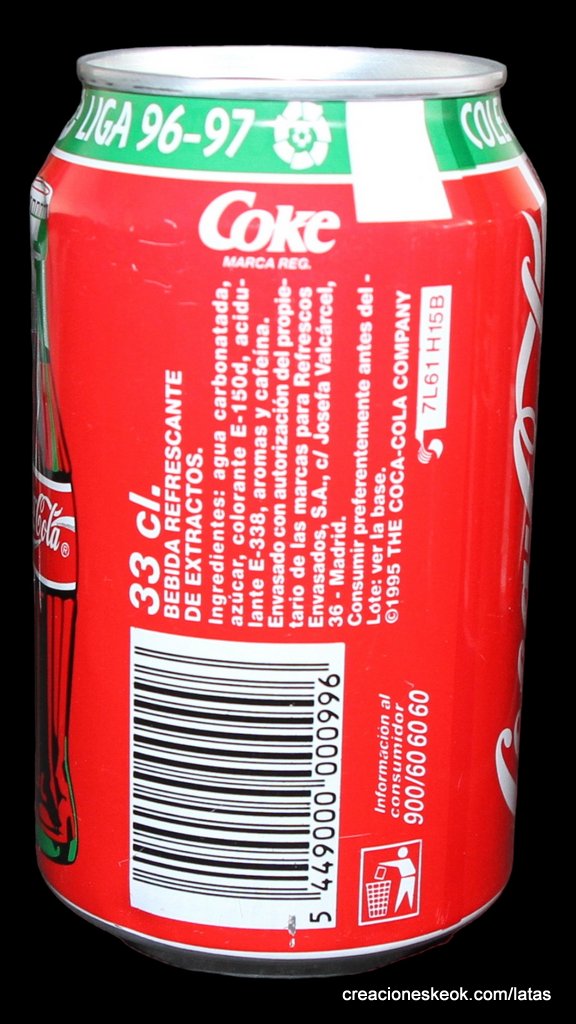 LIGA 96-97
COLE
Coke
MARCA REG.
33 cl.
BEBIDA REFRESCANTE
DE EXTRACTOS.
Ingredientes: agua carbonatada,
azúcar, colorante E-150d, acidu-
lante E-338, aromas y cafeína.
Envasado con autorización del propie-
tario de las marcas para Refrescos
Envasados, S.A., c/ Josefa Valcárcel,
36 - Madrid.
Consumir preferentemente antes del -
Lote: ver la base.
©1995 THE COCA-COLA COMPANY
7L61H15B
5 449000 000996
Información al
consumidor
900/60 60 60
Cola®
creacioneskeok.com/latas